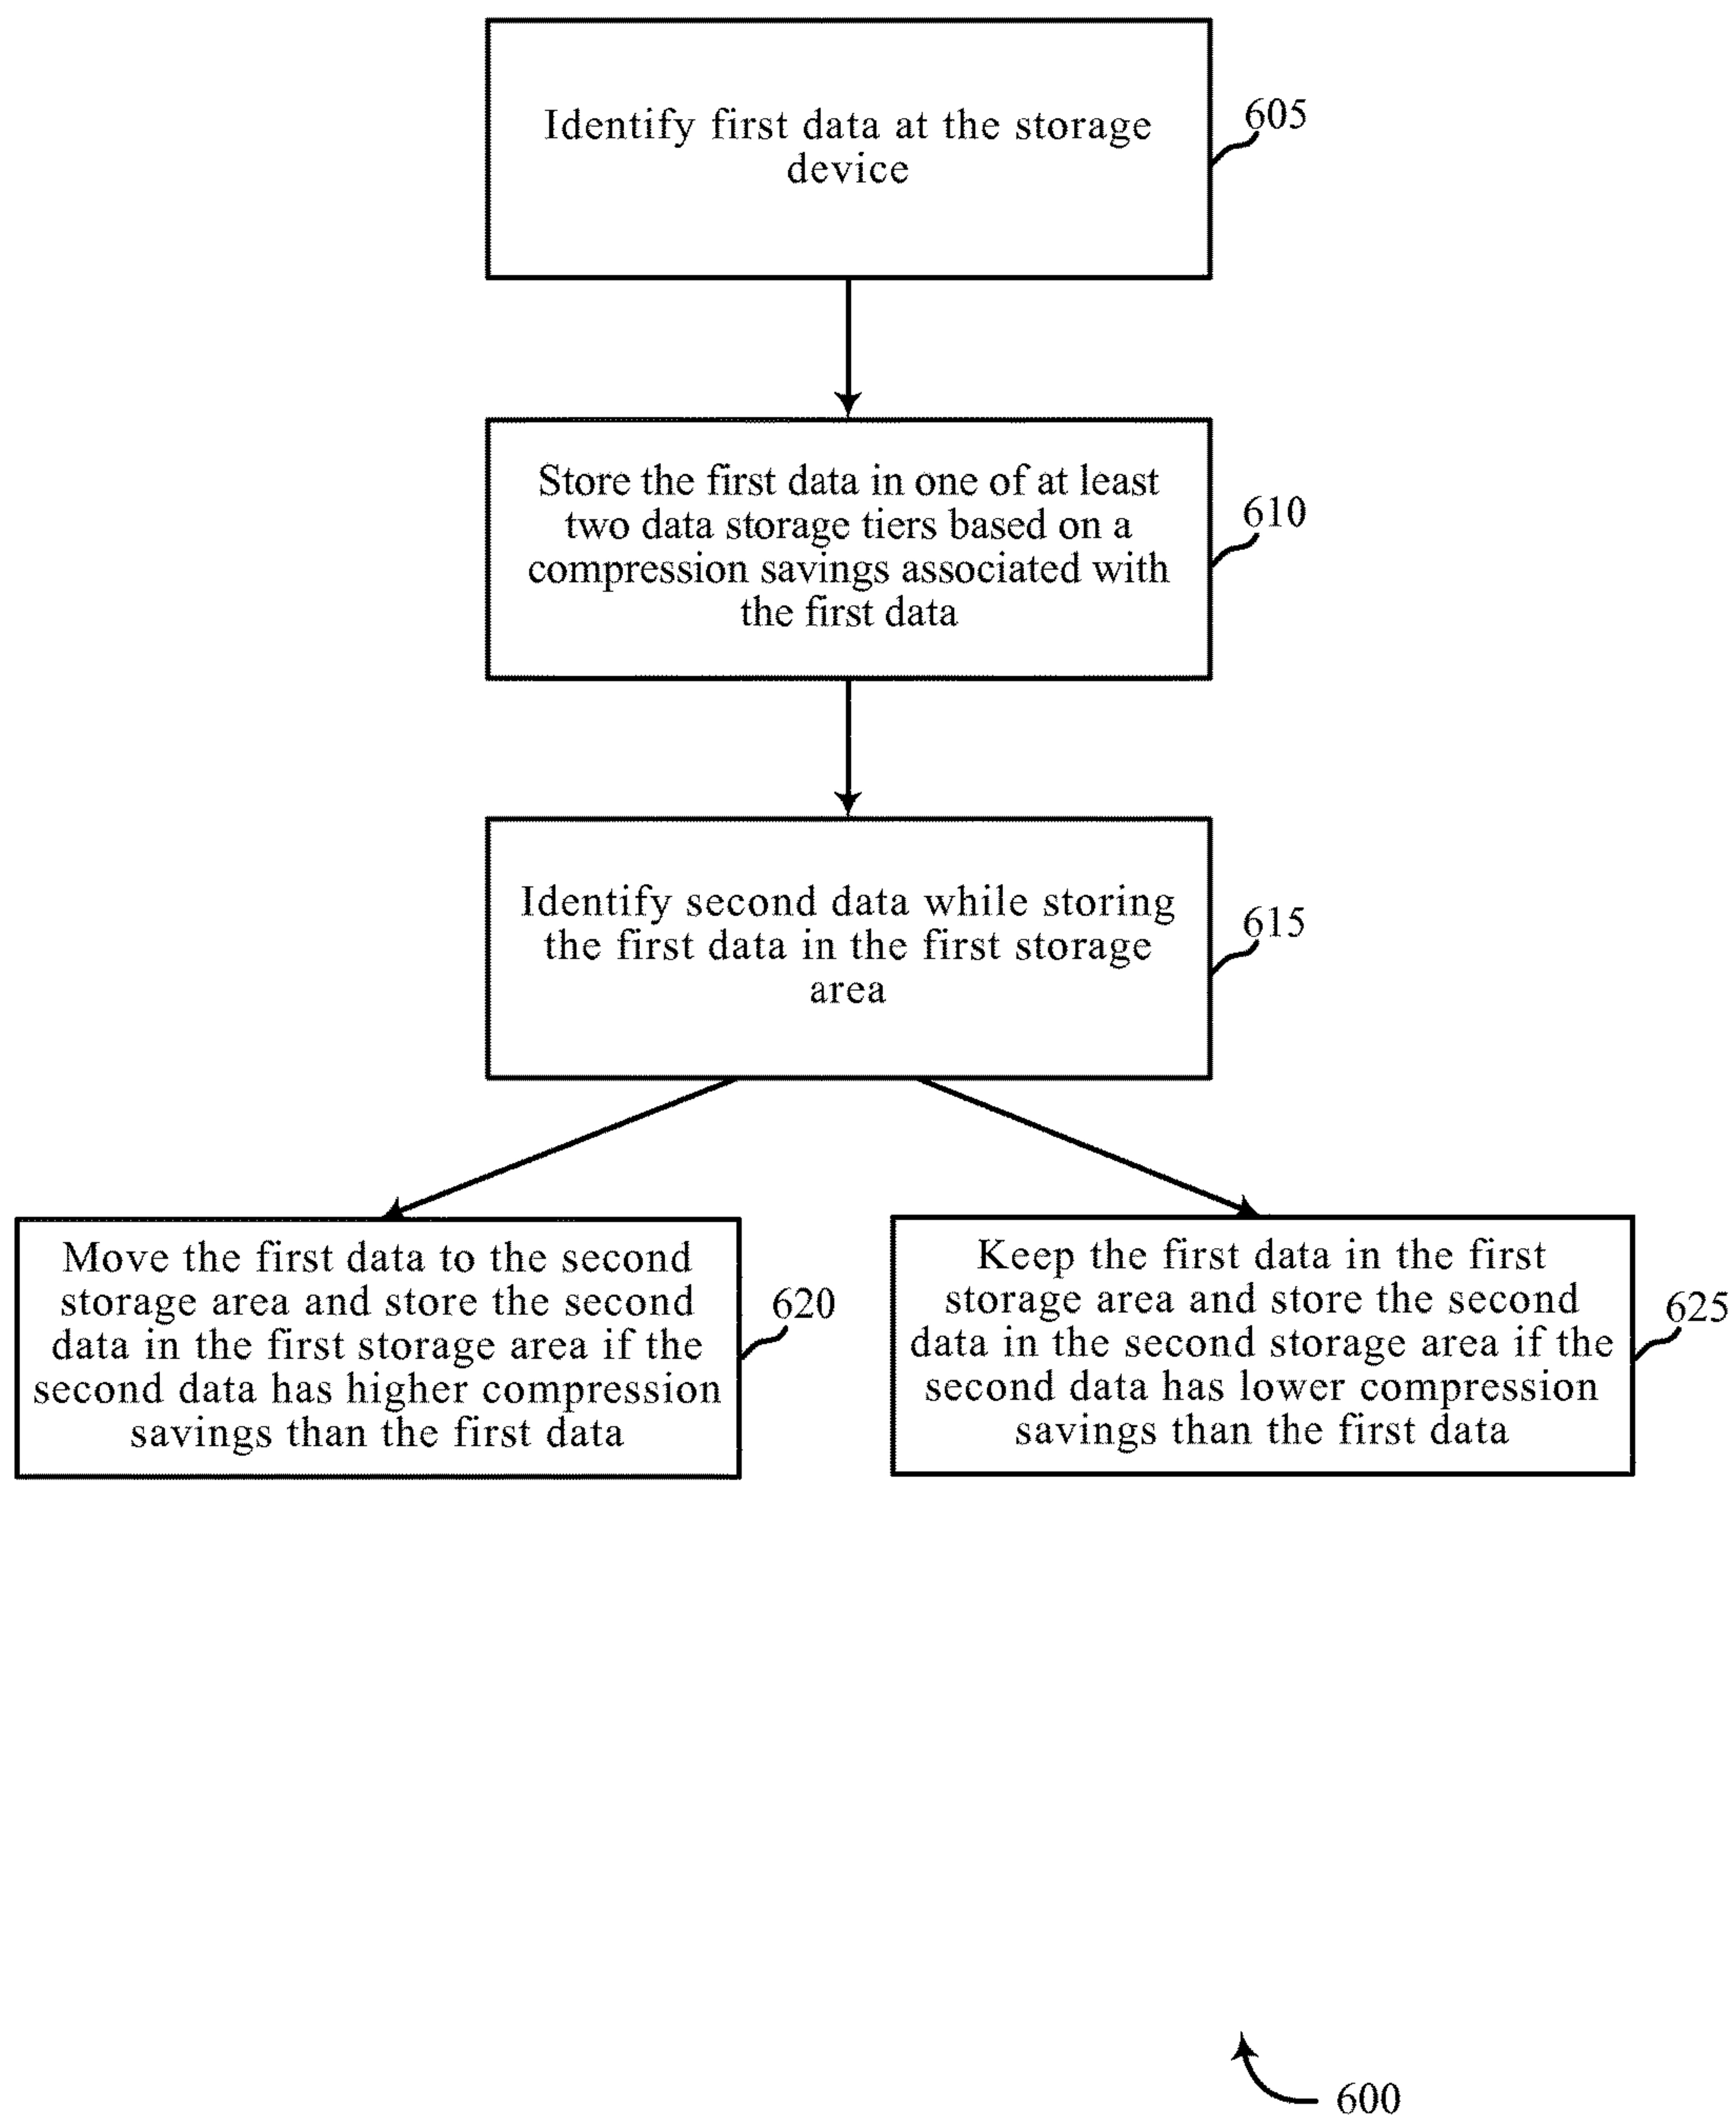 Identify first data at the storage
device
605
Store the first data in one of at least
two data storage tiers based on a
compression savings associated with
the first data
610
Identify second data while storing
the first data in the first storage
area
615
Move the first data to the second
storage area and store the second
data in the first storage area if the
second data has higher compression
savings than the first data
620
Keep the first data in the first
storage area and store the second
data in the second storage area if the
second data has lower compression
savings than the first data
625
600